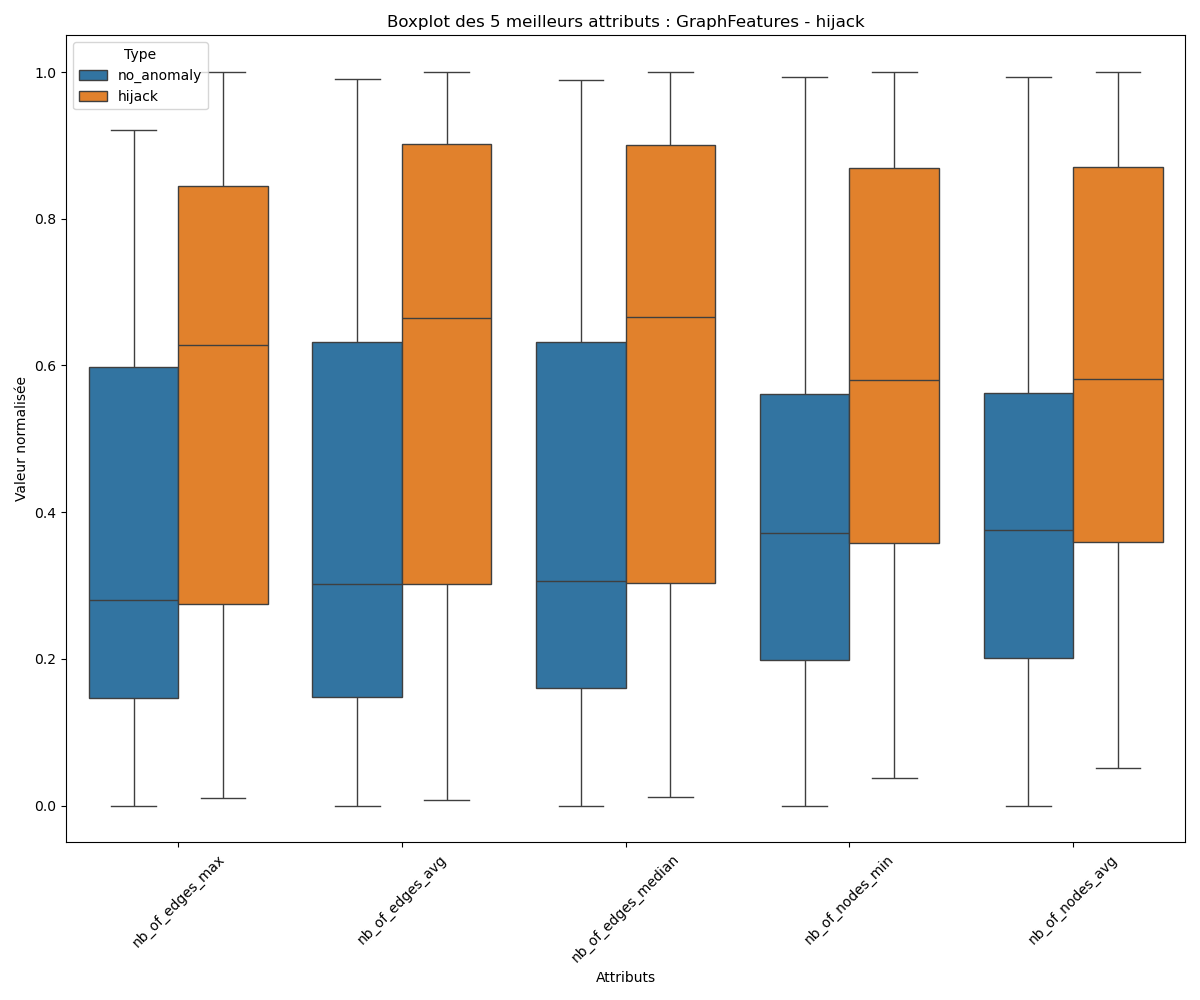 Boxplot des 5 meilleurs attributs : GraphFeatures - hijack
Type
no_anomaly
hijack
Valeur normalisée
1.0
0.8
0.6
0.4
0.2
0.0
nb_of_edges_max
nb_of_edges_avg
nb_of_edges_median
nb_of_nodes_min
nb_of_nodes_avg
Attributs